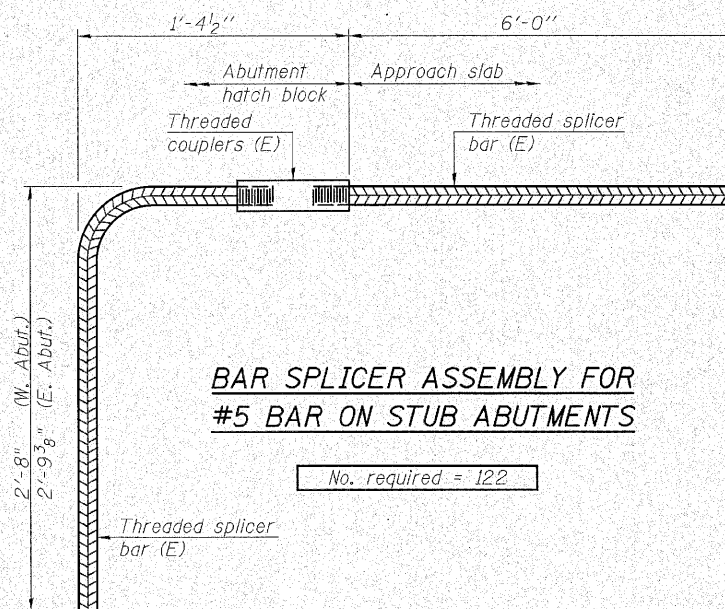 1'-4½" 6'-0"
Abutment
hatch block
Approach slab
Threaded
couplers (E)
Threaded splicer
bar (E)
2'-8" (W. Abut.)
2'-9⅜" (E. Abut.)
BAR SPLICER ASSEMBLY FOR
#5 BAR ON STUB ABUTMENTS
No. required = 122
Threaded splicer
bar (E)